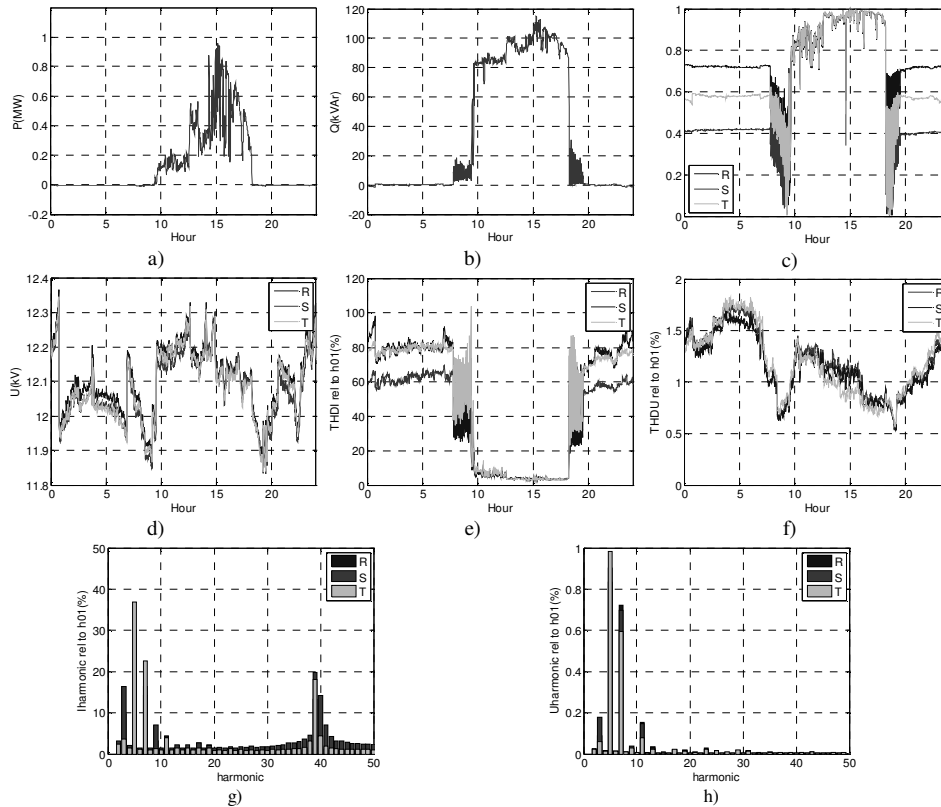 P(MW)
1
0.8
0.6
0.4
0.2
0
-0.2
0 5 10 15 20
Hour
a)
Q(kVAr)
120
100
80
60
40
20
0
-20
0 5 10 15 20
Hour
b)
1
0.8
0.6
0.4
0.2
0
0 5 10 15 20
Hour
R
S
T
c)
U(kV)
12.4
12.3
12.2
12.1
12
11.9
11.8
0 5 10 15 20
Hour
R
S
T
d)
THDI rel to h01(%)
120
100
80
60
40
20
0
0 5 10 15 20
Hour
R
S
T
e)
THDU rel to h01(%)
2
1.5
1
0.5
0
0 5 10 15 20
Hour
R
S
T
f)
Iharmonic rel to h01(%)
50
40
30
20
10
0
0 10 20 30 40 50
harmonic
R
S
T
g)
Uharmonic rel to h01(%)
1
0.8
0.6
0.4
0.2
0
0 10 20 30 40 50
harmonic
R
S
T
h)